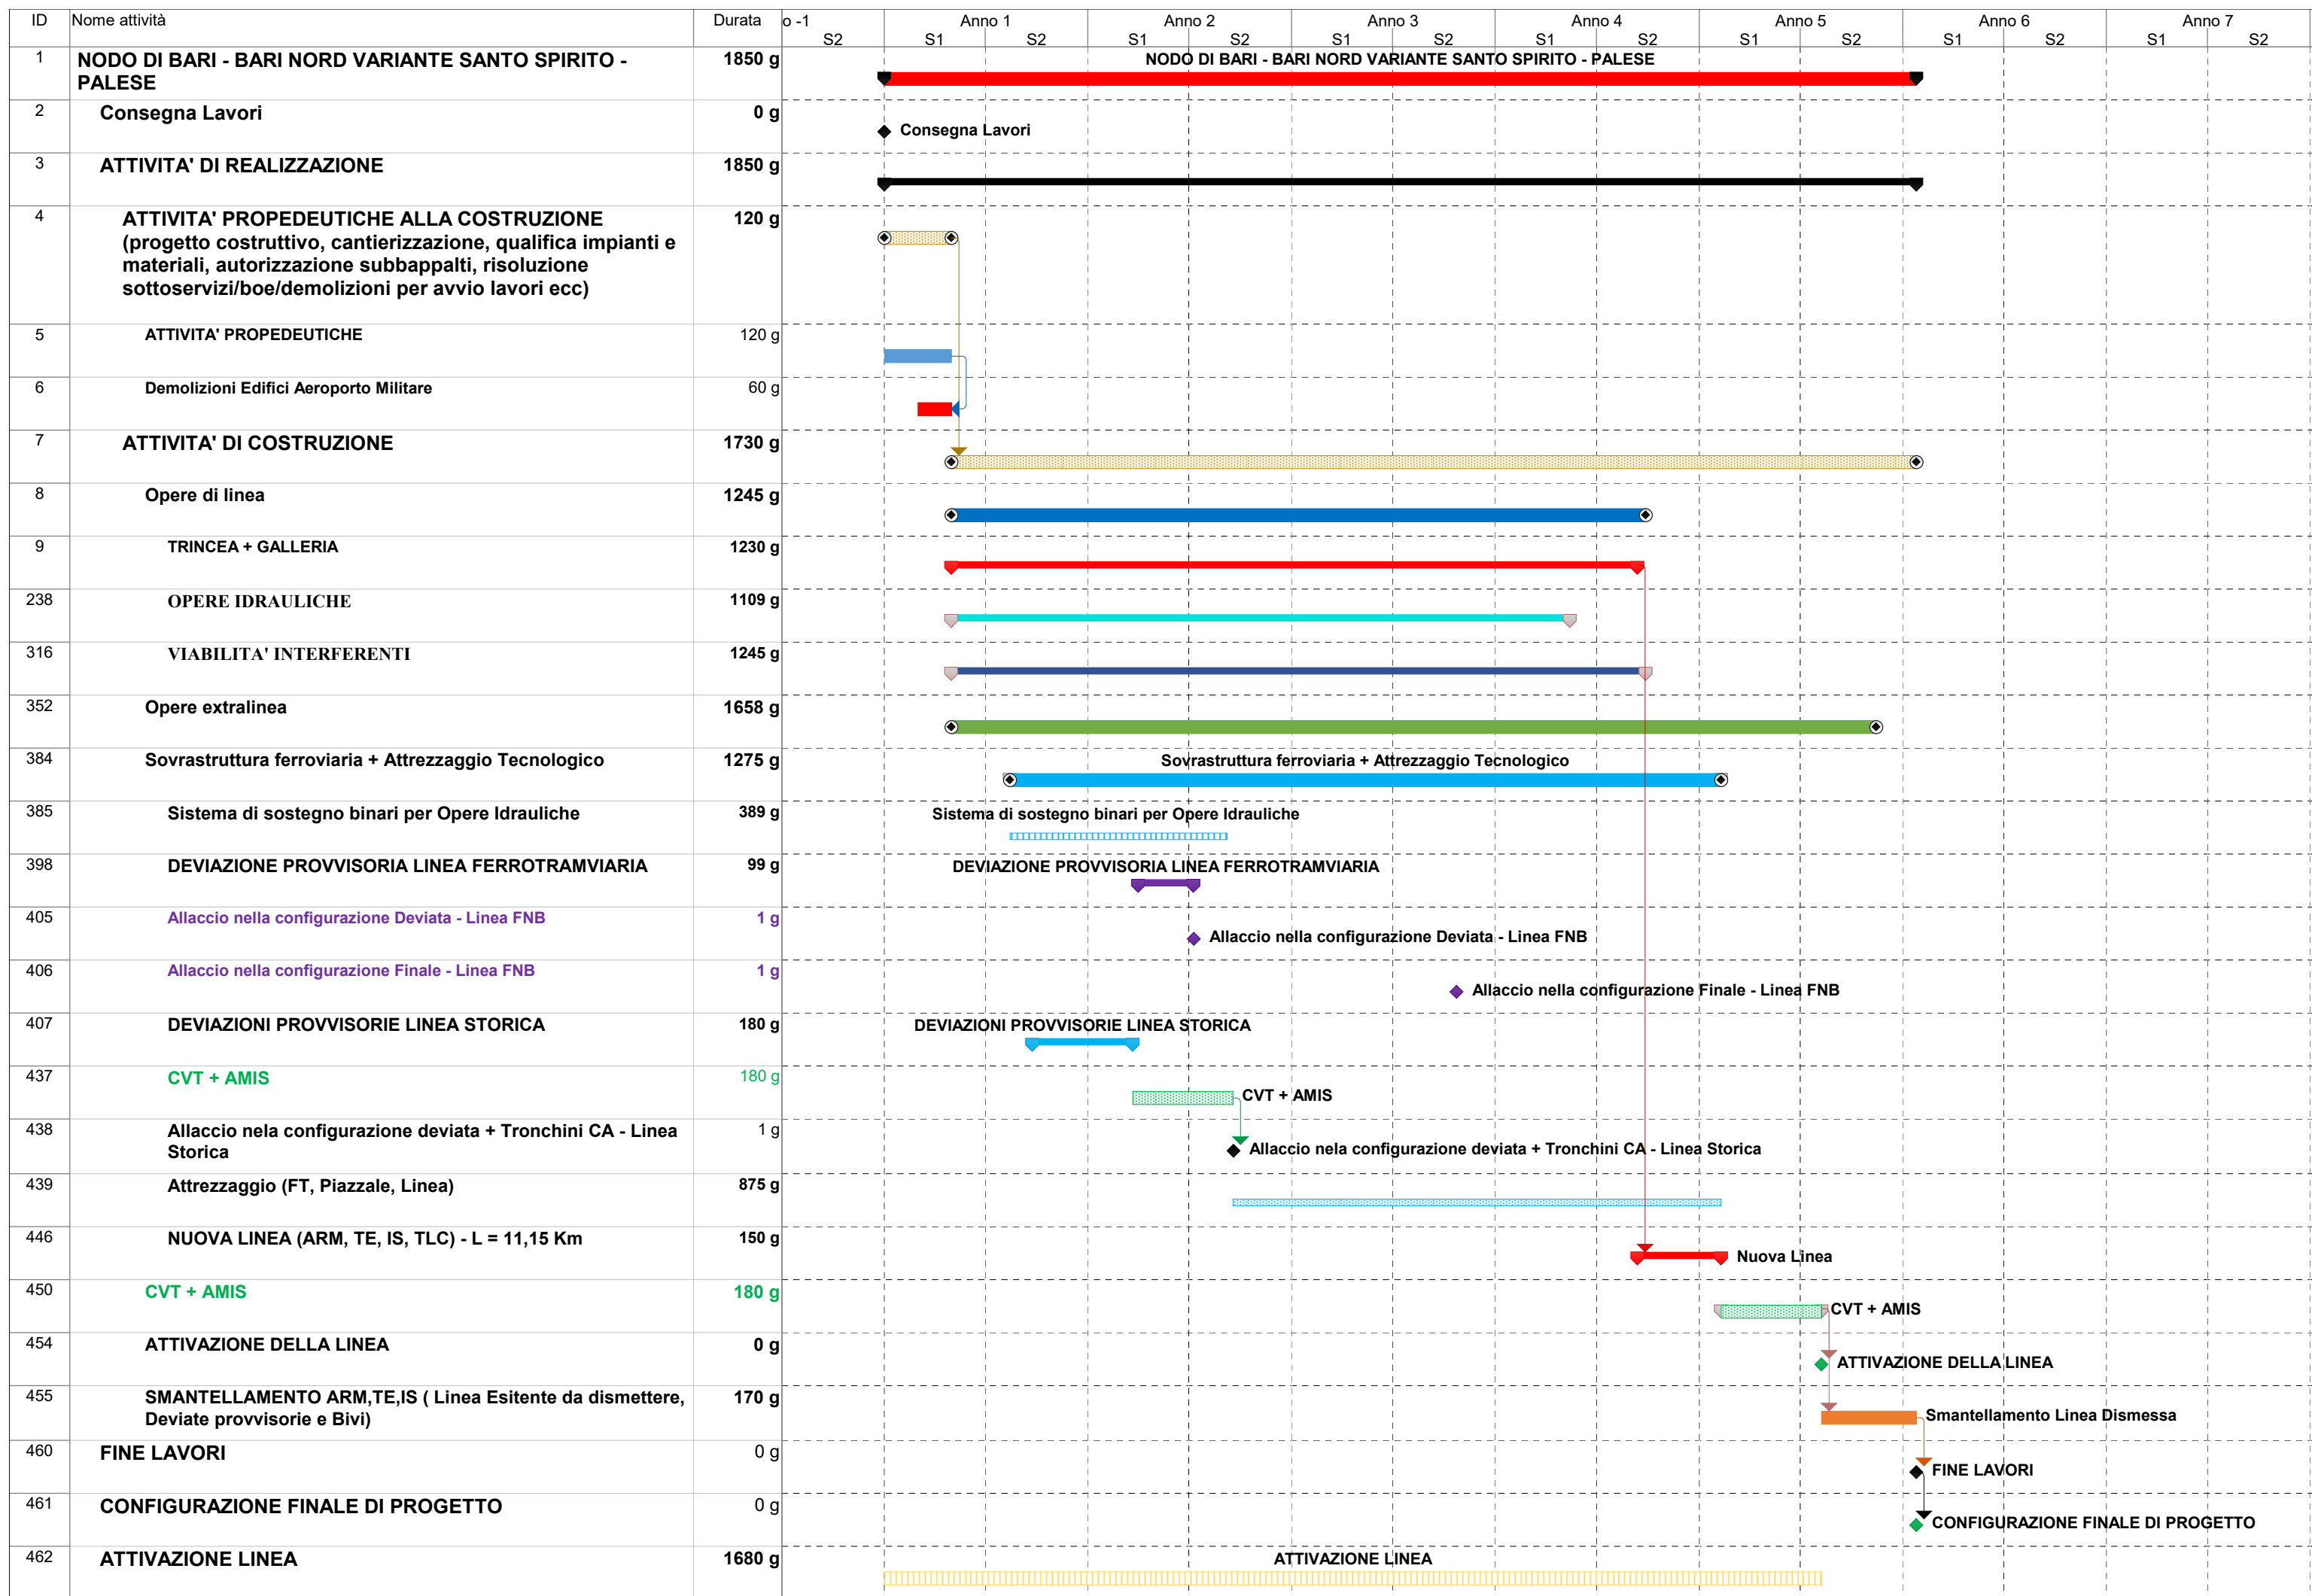 ID Nome attività Durata o -1 Anno 1 Anno 2 Anno 3 Anno 4 Anno 5 Anno 6 Anno 7
S2 S1 S2 S1 S2 S1 S2 S1 S2 S1 S2 S1 S2 S1 S2
1 NODO DI BARI - BARI NORD VARIANTE SANTO SPIRITO - 1850 g NODO DI BARI - BARI NORD VARIANTE SANTO SPIRITO - PALESE
PALESE
2 Consegna Lavori 0 g
Consegna Lavori
3 ATTIVITA' DI REALIZZAZIONE 1850 g
4 ATTIVITA' PROPEDEUTICHE ALLA COSTRUZIONE 120 g
(progetto costruttivo, cantierizzazione, qualifica impianti e
materiali, autorizzazione subbappalti, risoluzione
sottoservizi/boe/demolizioni per avvio lavori ecc)
5 ATTIVITA' PROPEDEUTICHE 120 g
6 Demolizioni Edifici Aeroporto Militare 60 g
7 ATTIVITA' DI COSTRUZIONE 1730 g
8 Opere di linea 1245 g
9 TRINCEA + GALLERIA 1230 g
238 OPERE IDRAULICHE 1109 g
316 VIABILITA' INTERFERENTI 1245 g
352 Opere extralinea 1658 g
384 Sovrastruttura ferroviaria + Attrezzaggio Tecnologico 1275 g Sovrastruttura ferroviaria + Attrezzaggio Tecnologico
385 Sistema di sostegno binari per Opere Idrauliche 389 g Sistema di sostegno binari per Opere Idrauliche
398 DEVIAZIONE PROVVISORIA LINEA FERROTRAMVIARIA 99 g DEVIAZIONE PROVVISORIA LINEA FERROTRAMVIARIA
405 Allaccio nella configurazione Deviata - Linea FNB 1 g
Allaccio nella configurazione Deviata - Linea FNB
406 Allaccio nella configurazione Finale - Linea FNB 1 g
Allaccio nella configurazione Finale - Linea FNB
407 DEVIAZIONI PROVVISORIE LINEA STORICA 180 g DEVIAZIONI PROVVISORIE LINEA STORICA
437 CVT + AMIS 180 g
CVT + AMIS
438 Allaccio nela configurazione deviata + Tronchini CA - Linea 1 g
Storica
Allaccio nela configurazione deviata + Tronchini CA - Linea Storica
439 Attrezzaggio (FT, Piazzale, Linea) 875 g
446 NUOVA LINEA (ARM, TE, IS, TLC) - L = 11,15 Km 150 g
Nuova Linea
450 CVT + AMIS 180 g
CVT + AMIS
454 ATTIVAZIONE DELLA LINEA 0 g
ATTIVAZIONE DELLA LINEA
455 SMANTELLAMENTO ARM,TE,IS ( Linea Esitente da dismettere, 170 g
Deviate provvisorie e Bivi)
Smantellamento Linea Dismessa
460 FINE LAVORI 0 g
FINE LAVORI
461 CONFIGURAZIONE FINALE DI PROGETTO 0 g
CONFIGURAZIONE FINALE DI PROGETTO
462 ATTIVAZIONE LINEA 1680 g ATTIVAZIONE LINEA